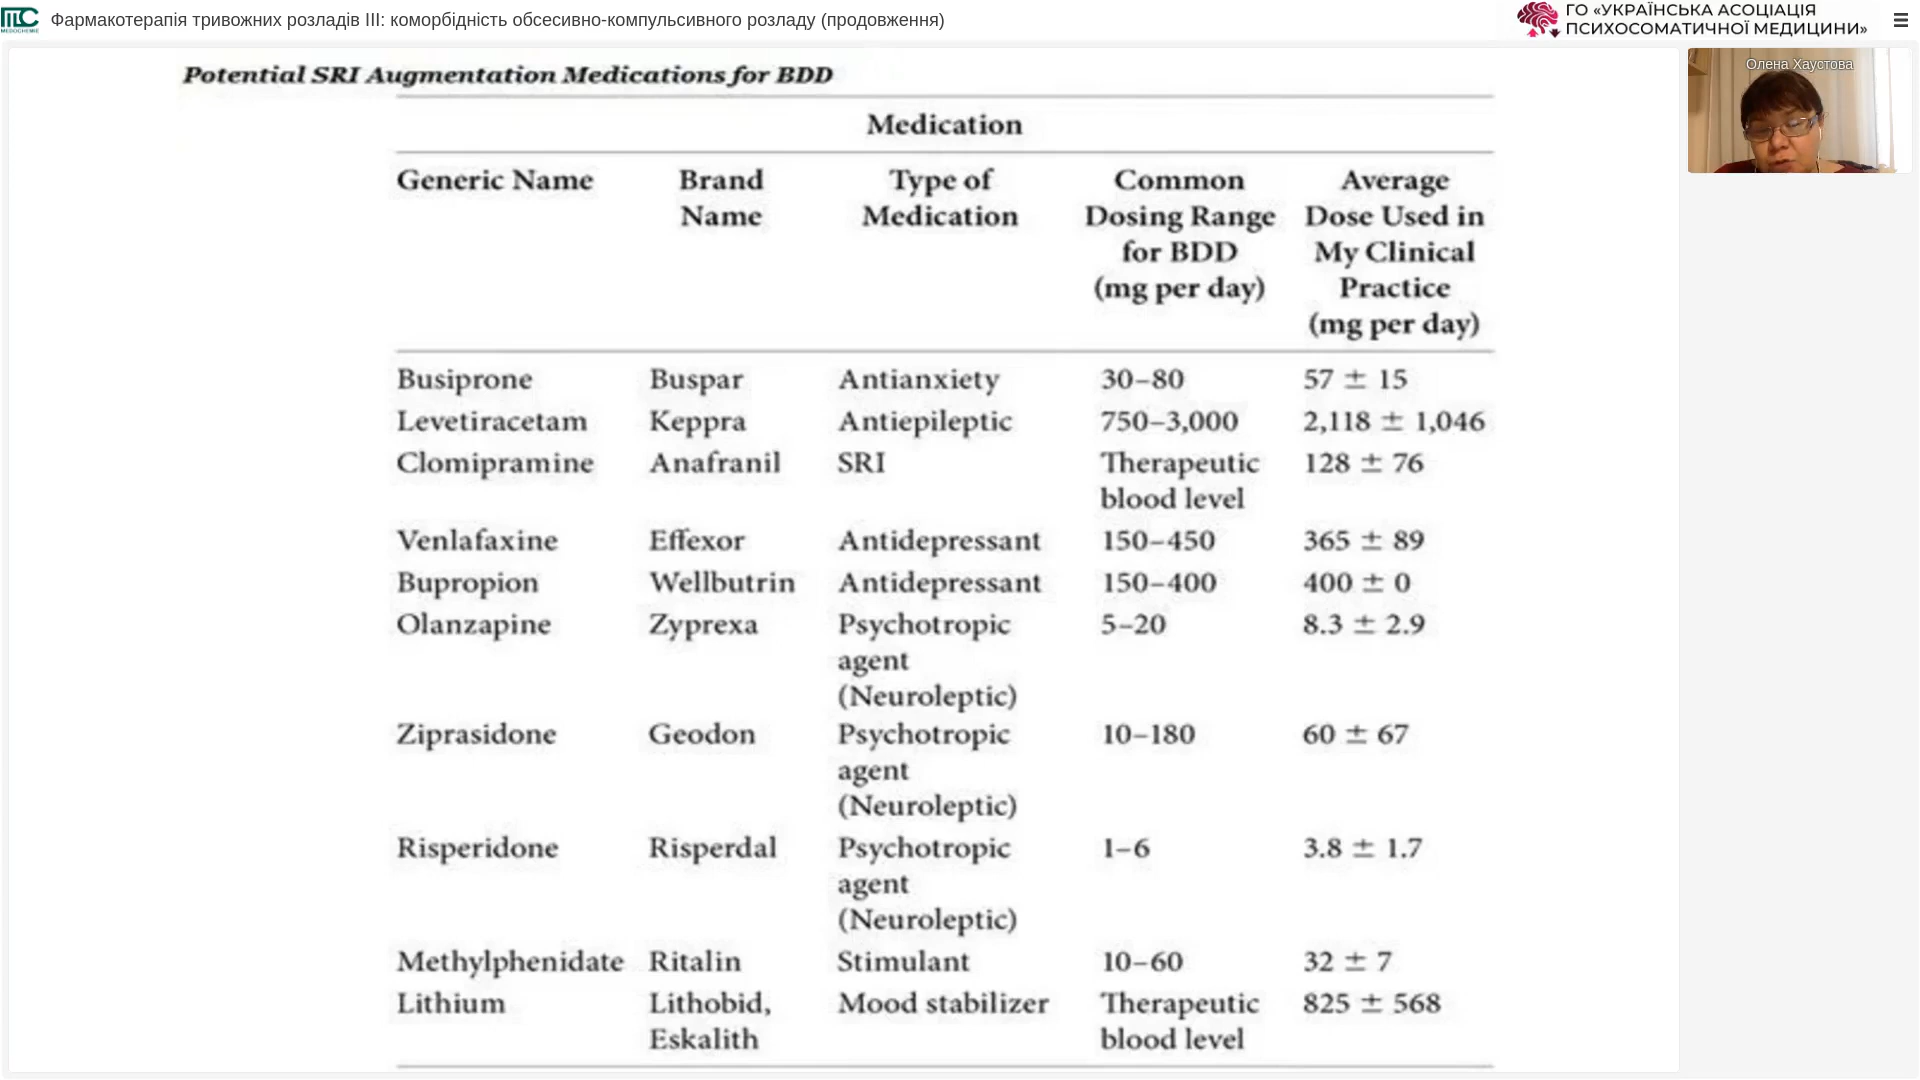 Фармакотерапія тривожних розладів III: коморбідність обсесивно-компульсивного розладу (продовження)
ГО «УКРАЇНСЬКА АСОЦІАЦІЯ
ПСИХОСОМАТИЧНОЇ МЕДИЦИНИ»
MEDOCHEMIE
Олена Хаустова
Potential SRI Augmentation Medications for BDD
Medication
Generic Name Brand Name Type of Medication Common Dosing Range for BDD (mg per day) Average Dose Used in My Clinical Practice (mg per day)
Busiprone Buspar Antianxiety 30–80 57 ± 15
Levetiracetam Keppra Antiepileptic 750–3,000 2,118 ± 1,046
Clomipramine Anafranil SRI Therapeutic blood level 128 ± 76
Venlafaxine Effexor Antidepressant 150–450 365 ± 89
Bupropion Wellbutrin Antidepressant 150–400 400 ± 0
Olanzapine Zyprexa Psychotropic agent (Neuroleptic) 5–20 8.3 ± 2.9
Ziprasidone Geodon Psychotropic agent (Neuroleptic) 10–180 60 ± 67
Risperidone Risperdal Psychotropic agent (Neuroleptic) 1–6 3.8 ± 1.7
Methylphenidate Ritalin Stimulant 10–60 32 ± 7
Lithium Lithobid, Eskalith Mood stabilizer Therapeutic blood level 825 ± 568